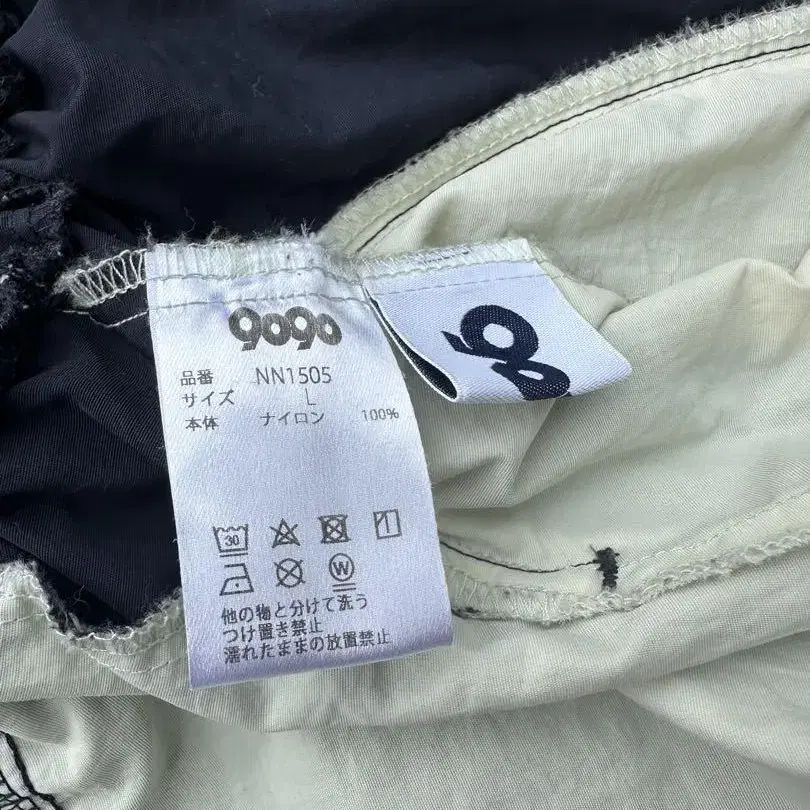 gogo
品番 NN1505
サイズ L
本体 ナイロン 100%
30
W
他の物と分けて洗う
つけ置き禁止
濡れたままの放置禁止